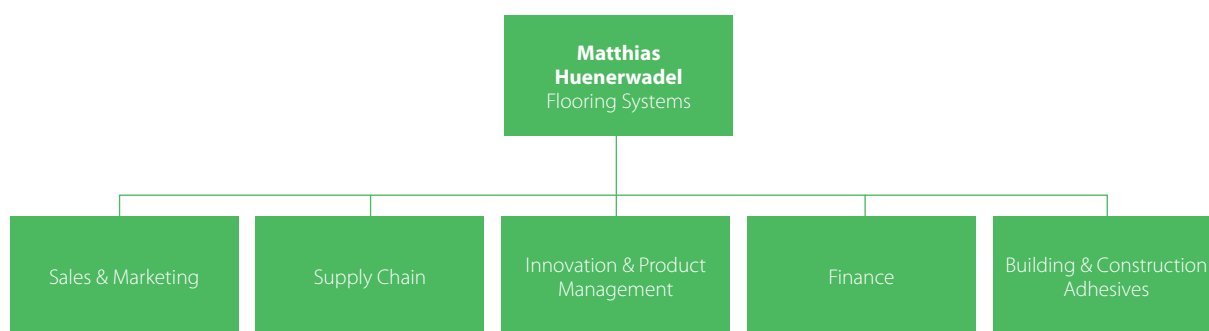 Matthias
Huenerwadel
Flooring Systems
Sales & Marketing
Supply Chain
Innovation & Product
Management
Finance
Building & Construction
Adhesives